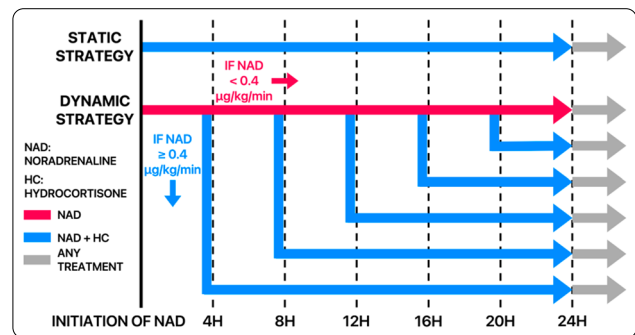 STATIC
STRATEGY
IF NAD
< 0.4
µg/kg/min
DYNAMIC
STRATEGY
IF NAD
≥ 0.4
µg/kg/min
NAD:
NORADRENALINE
HC:
HYDROCORTISONE
NAD
NAD + HC
ANY
TREATMENT
INITIATION OF NAD 4H 8H 12H 16H 20H 24H